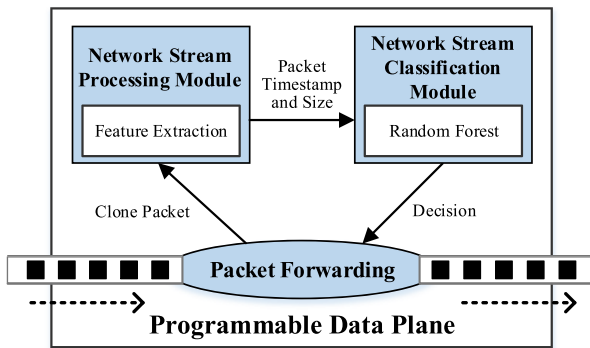 Network Stream
Processing Module
Feature Extraction
Packet
Timestamp
and Size
Network Stream
Classification
Module
Random Forest
Clone Packet
Decision
Packet Forwarding
Programmable Data Plane